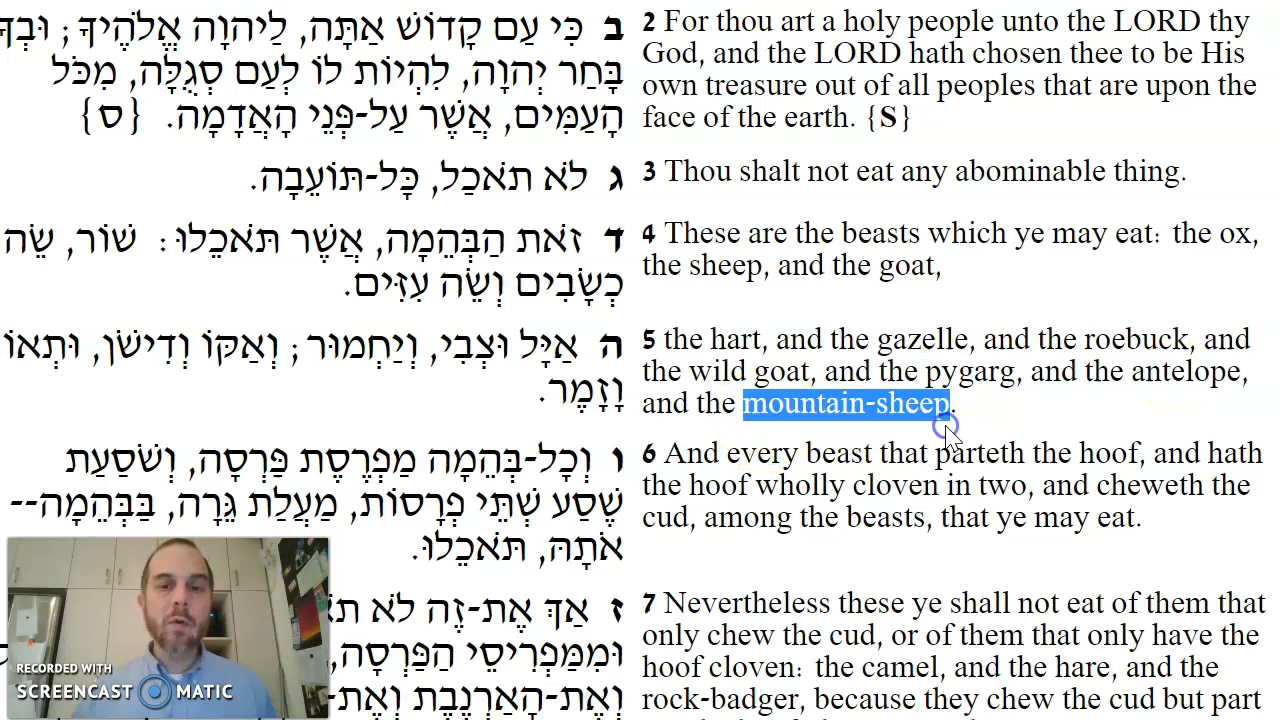 ב כִּי עַם קָדוֹשׁ אַתָּה, לַיהוָה אֱלֹהֶיךָ; וּבְךָ
בָּחַר יְהוָה, לִהְיוֹת לוֹ לְעַם סְגֻלָּה, מִכֹּל
הָעַמִּים, אֲשֶׁר עַל-פְּנֵי הָאֲדָמָה. {ס}
2 For thou art a holy people unto the LORD thy
God, and the LORD hath chosen thee to be His
own treasure out of all peoples that are upon the
face of the earth. {S}
ג לֹא תֹאכַל, כָּל-תּוֹעֵבָה.
3 Thou shalt not eat any abominable thing.
ד זֹאת הַבְּהֵמָה, אֲשֶׁר תֹּאכֵלוּ: שׁוֹר, שֵׂה
כְשָׂבִים וְשֵׂה עִזִּים.
4 These are the beasts which ye may eat: the ox,
the sheep, and the goat,
ה אַיָּל וּצְבִי, וְיַחְמוּר; וְאַקּוֹ וְדִישֹׁן, וּתְאוֹ
וָזָמֶר.
5 the hart, and the gazelle, and the roebuck, and
the wild goat, and the pygarg, and the antelope,
and the mountain-sheep.
ו וְכָל-בְּהֵמָה מַפְרֶסֶת פַּרְסָה, וְשֹׁסַעַת
שֶׁסַע שְׁתֵּי פְרָסוֹת, מַעֲלַת גֵּרָה, בַּבְּהֵמָה--
אֹתָהּ, תֹּאכֵלוּ.
6 And every beast that parteth the hoof, and hath
the hoof wholly cloven in two, and cheweth the
cud, among the beasts, that ye may eat.
ז אַךְ אֶת-זֶה לֹא
וּמִמַּפְרִיסֵי הַפַּרְסָה,
וְאֶת-הָאַרְנֶבֶת
7 Nevertheless these ye shall not eat of them that
only chew the cud, or of them that only have the
hoof cloven: the camel, and the hare, and the
rock-badger, because they chew the cud but part
RECORDED WITH
SCREENCAST MATIC